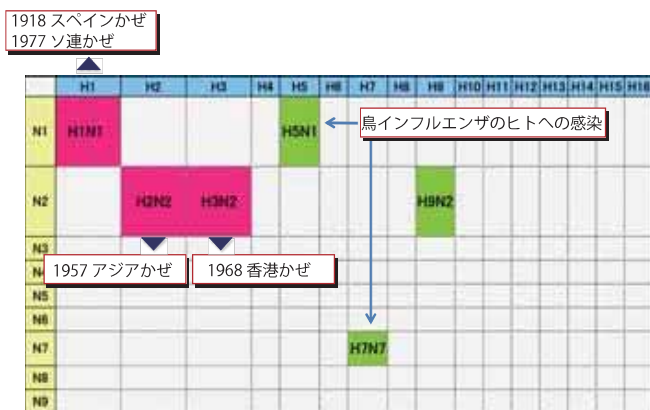 1918 スペインかぜ
1977 ソ連かぜ
H1 H2 H3 H4 H5 H6 H7 H8 H9 H10 H11 H12 H13 H14 H15 H16
N1 H1N1 H5N1
鳥インフルエンザのヒトへの感染
N2 H2N2 H3N2 H9N2
N3
1957 アジアかぜ 1968 香港かぜ
N4
N5
N6
N7 H7N7
N8
N9